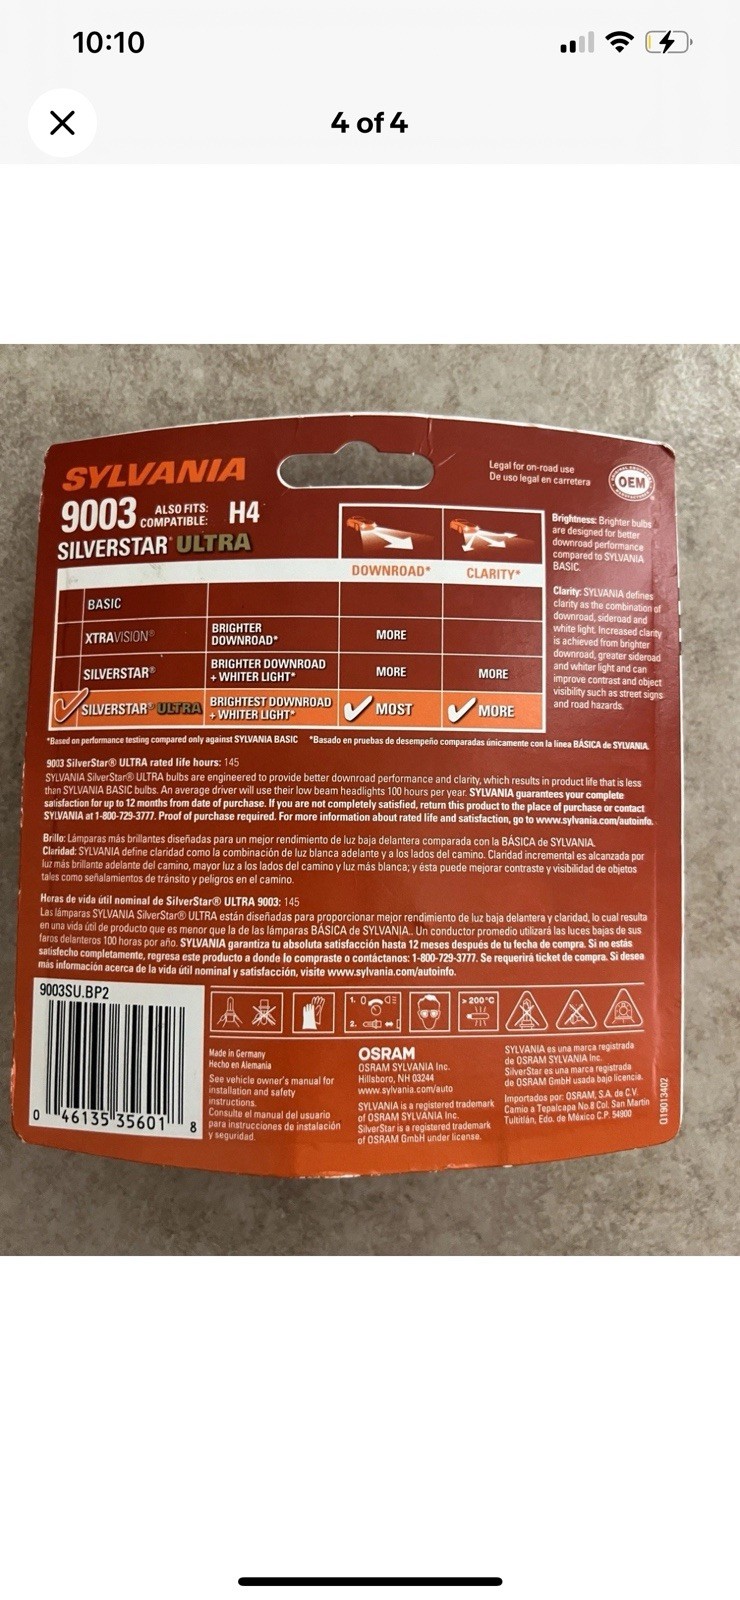 10:10
4 of 4
SYLVANIA
9003 ALSO FITS: COMPATIBLE: H4
SILVERSTAR® ULTRA
Legal for on-road use
De uso legal en carretera
OEM
DOWNROAD* CLARITY*
BASIC
XTRAVISION® BRIGHTER DOWNROAD* MORE
SILVERSTAR® BRIGHTER DOWNROAD + WHITER LIGHT* MORE MORE
SILVERSTAR® ULTRA BRIGHTEST DOWNROAD + WHITER LIGHT* MOST MORE
Brightness: Brighter bulbs
are designed for better
downroad performance
compared to SYLVANIA
BASIC.
Clarity: SYLVANIA defines
clarity as the combination of
downroad, sideroad and
white light. Increased clarity
is achieved from brighter
downroad, greater sideroad
and whiter light and can
improve contrast and object
visibility such as street signs
and road hazards.
*Based on performance testing compared only against SYLVANIA BASIC *Basado en pruebas de desempeño comparadas únicamente con la línea BÁSICA de SYLVANIA.
9003 SilverStar® ULTRA rated life hours: 145
SYLVANIA SilverStar® ULTRA bulbs are engineered to provide better downroad performance and clarity, which results in product life that is less
than SYLVANIA BASIC bulbs. An average driver will use their low beam headlights 100 hours per year. SYLVANIA guarantees your complete
satisfaction for up to 12 months from date of purchase. If you are not completely satisfied, return this product to the place of purchase or contact
SYLVANIA at 1-800-729-3777. Proof of purchase required. For more information about rated life and satisfaction, go to www.sylvania.com/autoinfo.
Brillo: Lámparas más brillantes diseñadas para un mejor rendimiento de luz baja delantera comparada con la BÁSICA de SYLVANIA.
Claridad: SYLVANIA define claridad como la combinación de luz blanca adelante y a los lados del camino. Claridad incremental es alcanzada por
luz más brillante adelante del camino, mayor luz a los lados del camino y luz más blanca; y ésta puede mejorar contraste y visibilidad de objetos
tales como señalamientos de tránsito y peligros en el camino.
Horas de vida útil nominal de SilverStar® ULTRA 9003: 145
Las lámparas SYLVANIA SilverStar® ULTRA están diseñadas para proporcionar mejor rendimiento de luz baja delantera y claridad, lo cual resulta
en una vida útil de producto que es menor que la de las lámparas BÁSICA de SYLVANIA.. Un conductor promedio utilizará las luces bajas de sus
faros delanteros 100 horas por año. SYLVANIA garantiza tu absoluta satisfacción hasta 12 meses después de tu fecha de compra. Si no estás
satisfecho completamente, regresa este producto a donde lo compraste o contáctanos: 1-800-729-3777. Se requerirá ticket de compra. Si desea
más información acerca de la vida útil nominal y satisfacción, visite www.sylvania.com/autoinfo.
9003SU.BP2
0 46135 35601 8
1. 0
2.
> 200 °C
Made in Germany
Hecho en Alemania
See vehicle owner's manual for
installation and safety
instructions.
Consulte el manual del usuario
para instrucciones de instalación
y seguridad.
OSRAM
OSRAM SYLVANIA Inc.
Hillsboro, NH 03244
www.sylvania.com/auto
SYLVANIA is a registered trademark
of OSRAM SYLVANIA Inc.
SilverStar is a registered trademark
of OSRAM GmbH under license.
SYLVANIA es una marca registrada
de OSRAM SYLVANIA Inc.
SilverStar es una marca registrada
de OSRAM GmbH usada bajo licencia.
Importados por: OSRAM, S.A. de C.V.
Camio a Tepalcapa No.8 Col. San Martin
Tultitlán, Edo. de México C.P. 54900
Q19013402